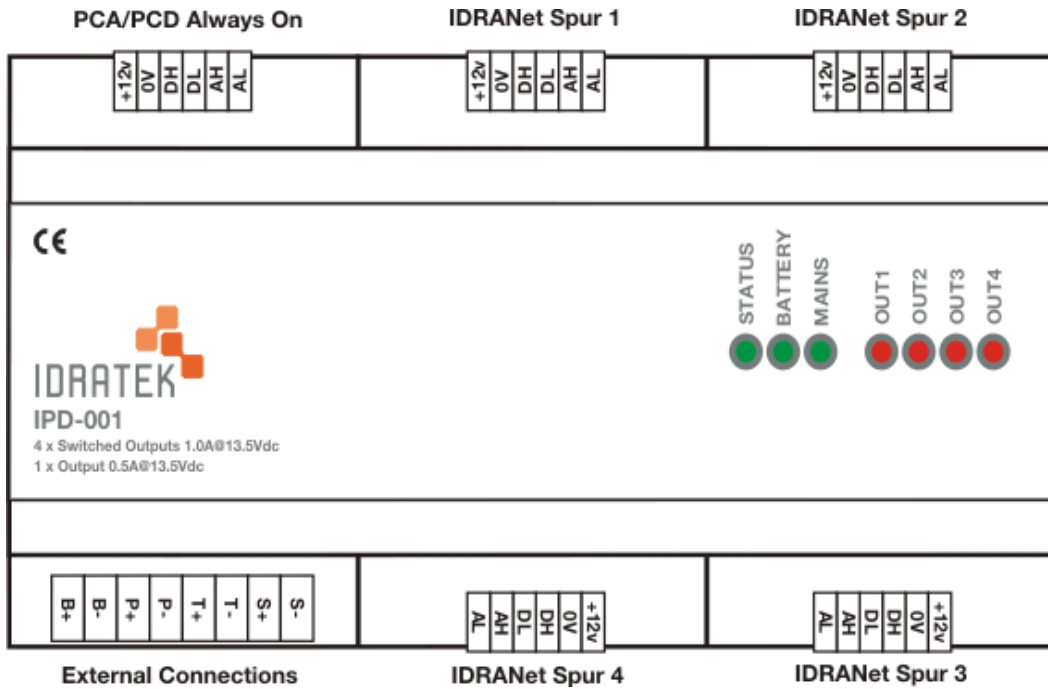 PCA/PCD Always On
IDRANet Spur 1
IDRANet Spur 2
+12v 0V DH DL AH AL
+12v 0V DH DL AH AL
+12v 0V DH DL AH AL
CE
STATUS BATTERY MAINS OUT1 OUT2 OUT3 OUT4
IDRATEK
IPD-001
4 x Switched Outputs 1.0A@13.5Vdc
1 x Output 0.5A@13.5Vdc
B+ B- P+ P- T+ T- S+ S-
AL AH DL DH 0V +12v
AL AH DL DH 0V +12v
External Connections
IDRANet Spur 4
IDRANet Spur 3